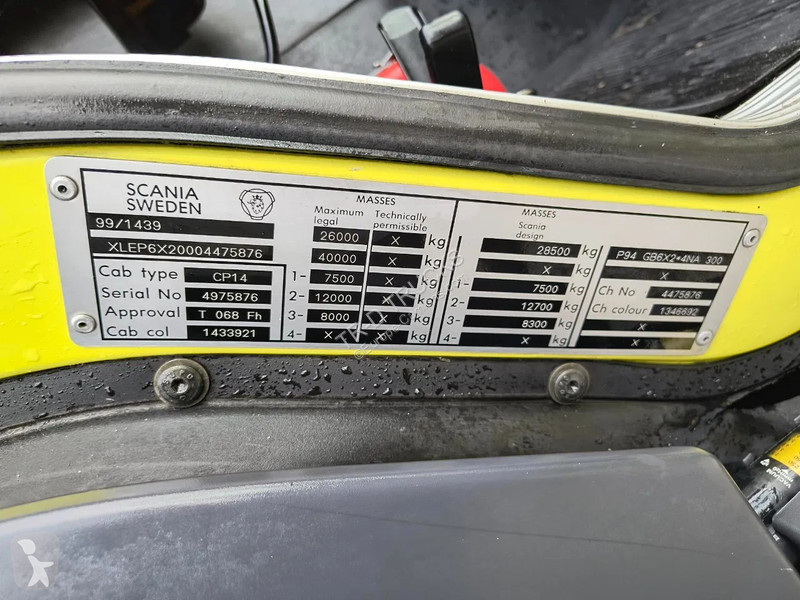 SCANIA
SWEDEN
99/1439
XLEP6X20004475876
Cab type CP14
Serial No 4975876
Approval T 068 Fh
Cab col 1433921
MASSES
Maximum legal Technically permissible
26000 X kg
40000 X kg
1- 7500 X kg
2- 12000 X kg
3- 8000 X kg
4- X X kg
MASSES
Scania design
28500 kg
X kg
1- 7500 kg
2- 12700 kg
3- 8300 kg
4- X kg
P94 GB6X2*4NA 300
X
Ch No 4475876
Ch colour 1346692
X
X
TRUCKS
VACUUM